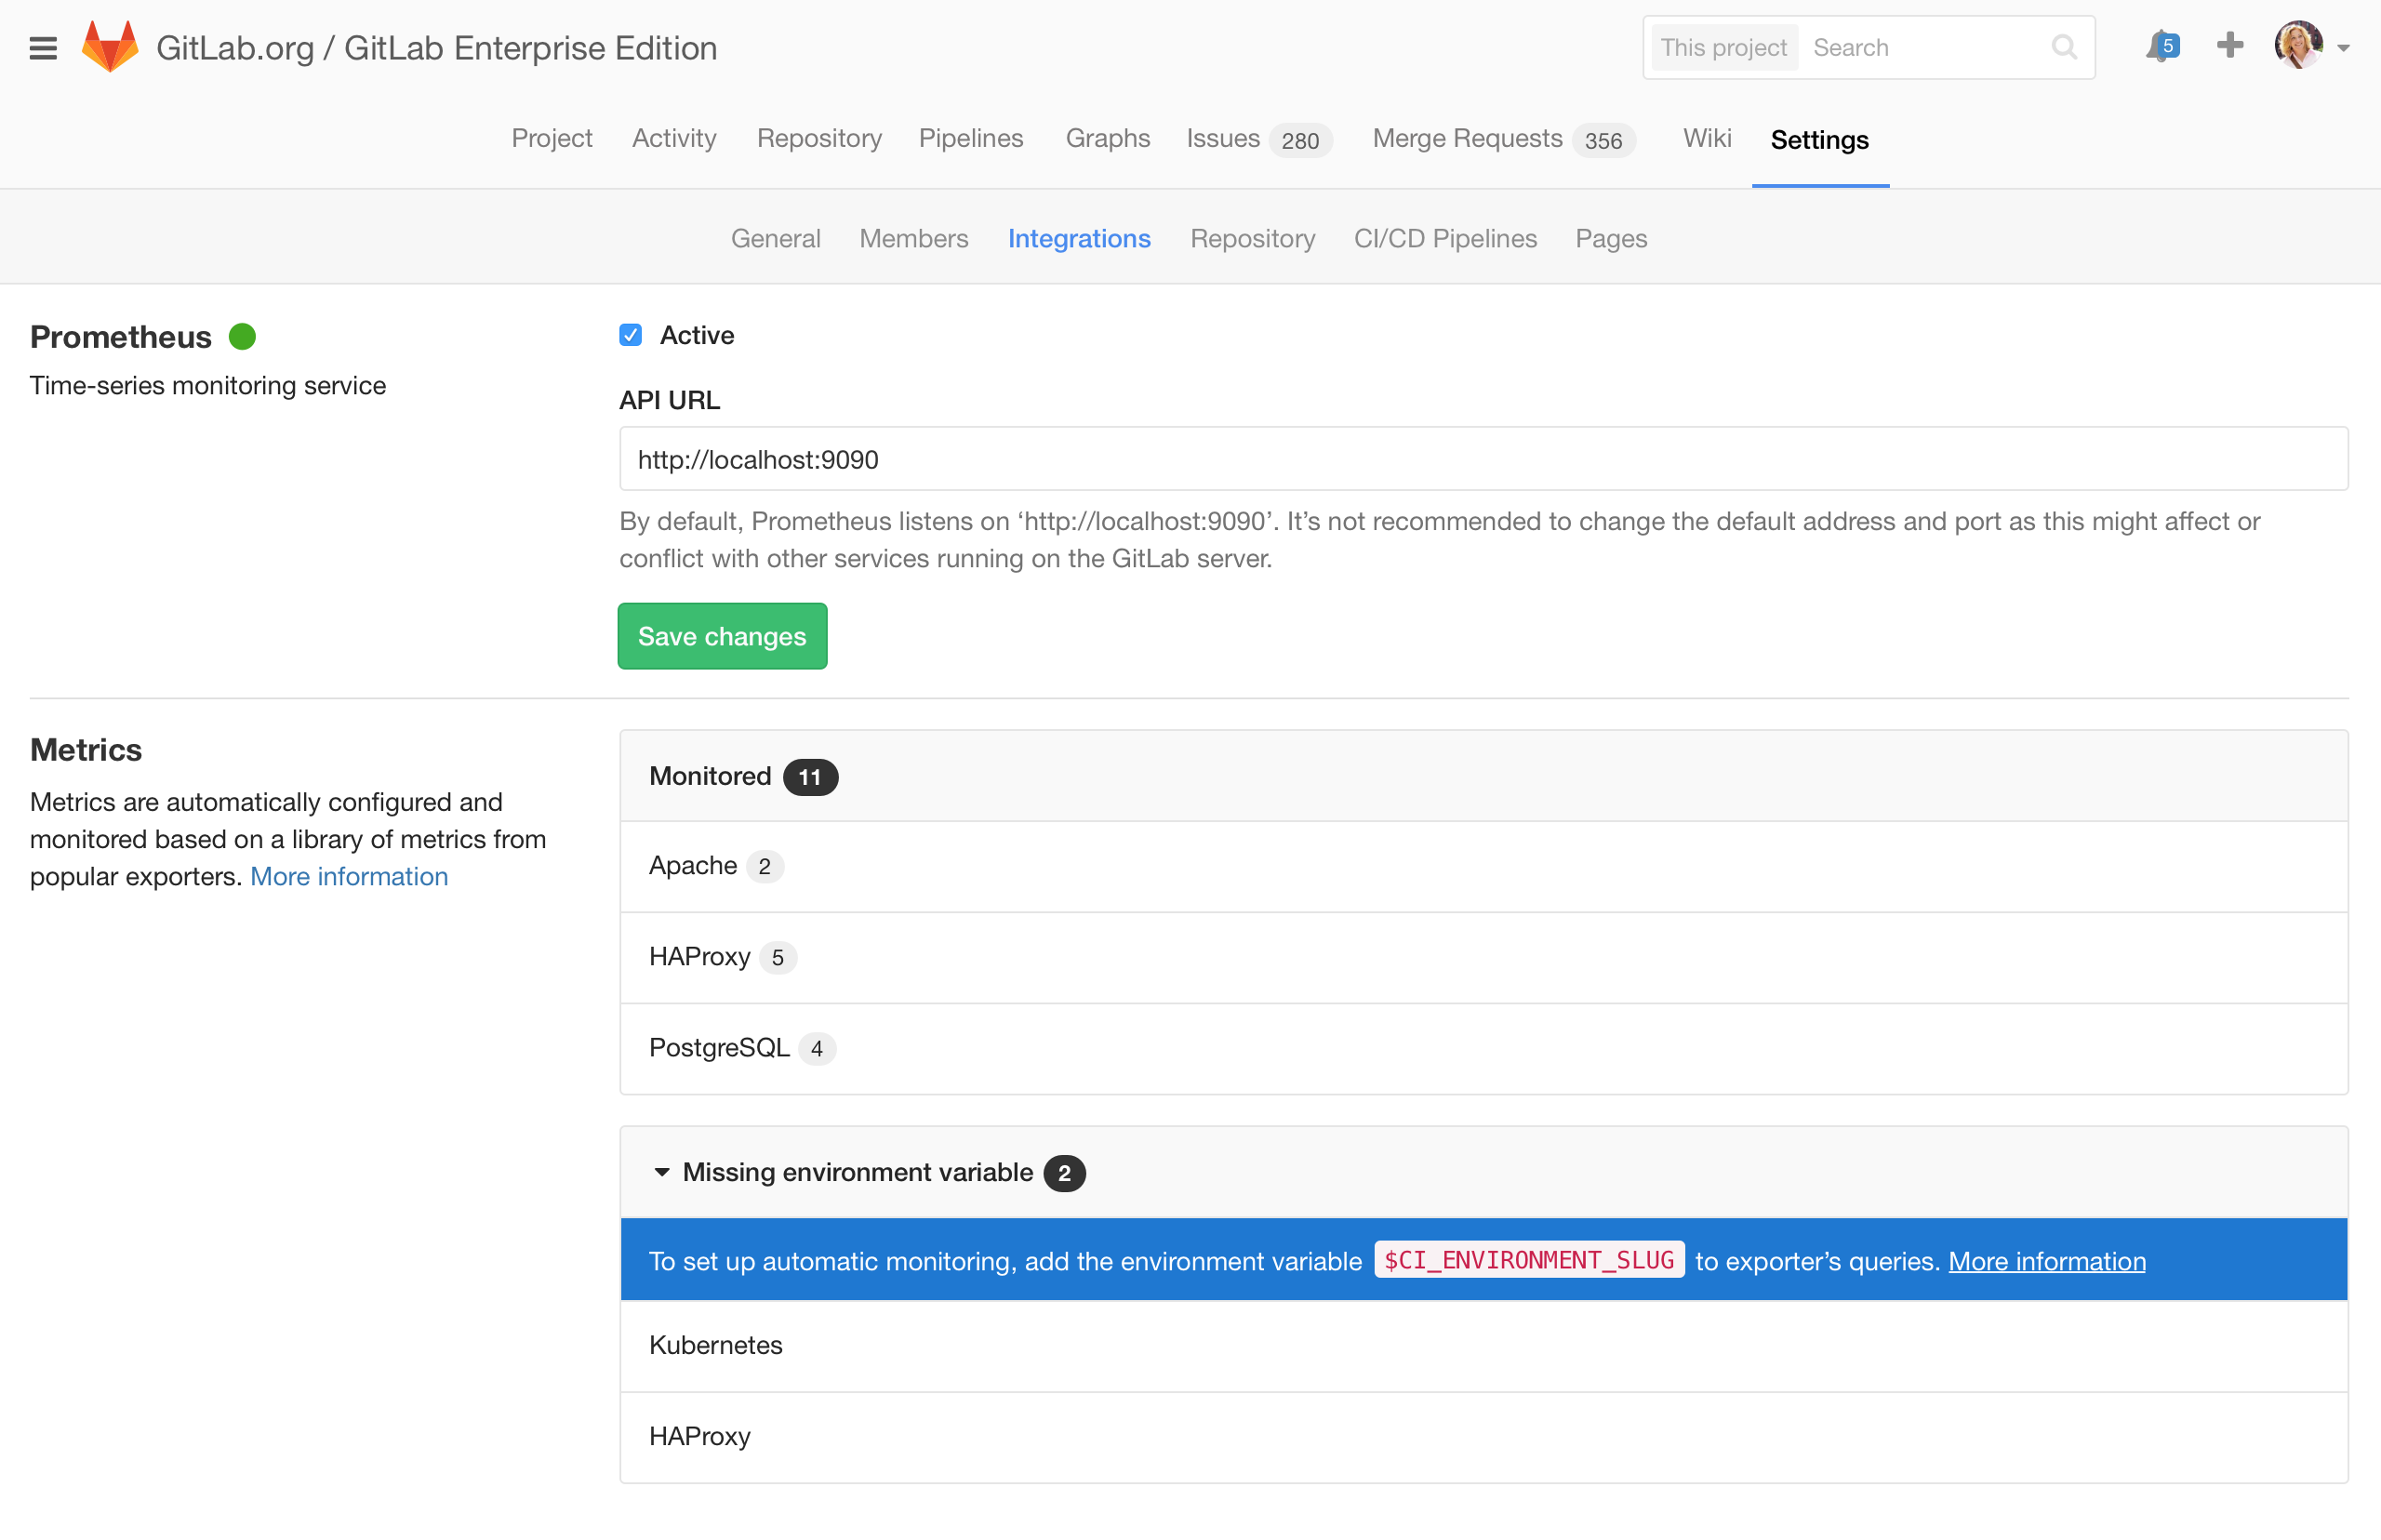 GitLab.org / GitLab Enterprise Edition
This project Search
5
Project Activity Repository Pipelines Graphs Issues 280 Merge Requests 356 Wiki Settings
General Members Integrations Repository CI/CD Pipelines Pages
Prometheus
Time-series monitoring service
Active
API URL
http://localhost:9090
By default, Prometheus listens on ‘http://localhost:9090’. It’s not recommended to change the default address and port as this might affect or
conflict with other services running on the GitLab server.
Save changes
Metrics
Metrics are automatically configured and
monitored based on a library of metrics from
popular exporters. More information
Monitored 11
Apache 2
HAProxy 5
PostgreSQL 4
Missing environment variable 2
To set up automatic monitoring, add the environment variable $CI_ENVIRONMENT_SLUG to exporter’s queries. More information
Kubernetes
HAProxy